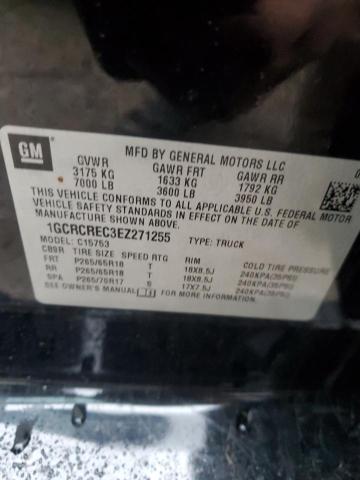 GM
MFD BY GENERAL MOTORS LLC 0
GVWR GAWR FRT GAWR RR
3175 KG 1633 KG 1792 KG
7000 LB 3600 LB 3950 LB
THIS VEHICLE CONFORMS TO ALL APPLICABLE U.S. FEDERAL MOTOR
VEHICLE SAFETY STANDARDS IN EFFECT ON THE DATE OF
MANUFACTURE SHOWN ABOVE.
1GCRCREC3EZ271255 TYPE: TRUCK
MODEL: C15753
CB9R TIRE SIZE SPEED RTG RIM COLD TIRE PRESSURE
FRT P265/65R18 T 18X8.5J 240KPA(35PSI)
RR P265/65R18 T 18X8.5J 240KPA(35PSI)
SPA P265/70R17 S 17X7.5J 240KPA(35PSI)
SEE OWNER'S MANUAL FOR MORE INFORMATION